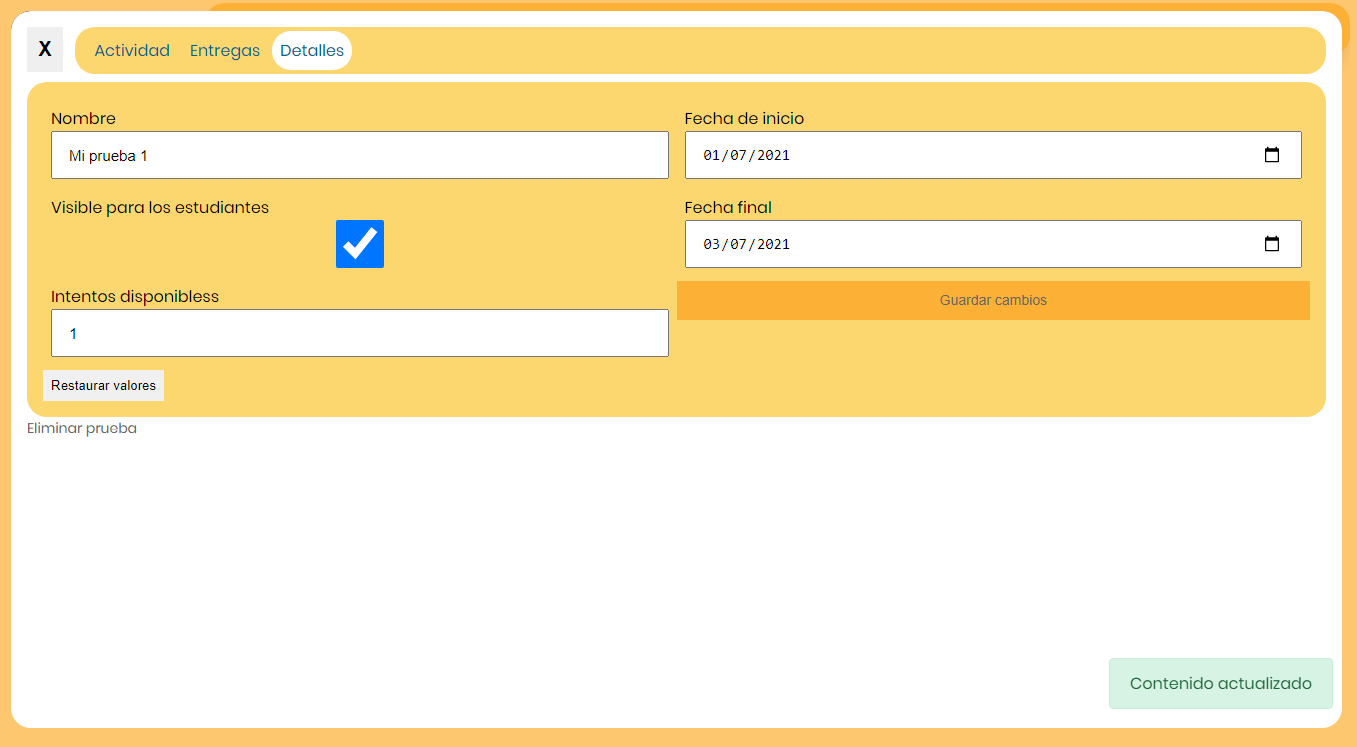 X
Actividad Entregas Detalles
Nombre
Mi prueba 1
Fecha de inicio
01/07/2021
Visible para los estudiantes
Fecha final
03/07/2021
Intentos disponibless
1
Guardar cambios
Restaurar valores
Eliminar prueba
Contenido actualizado